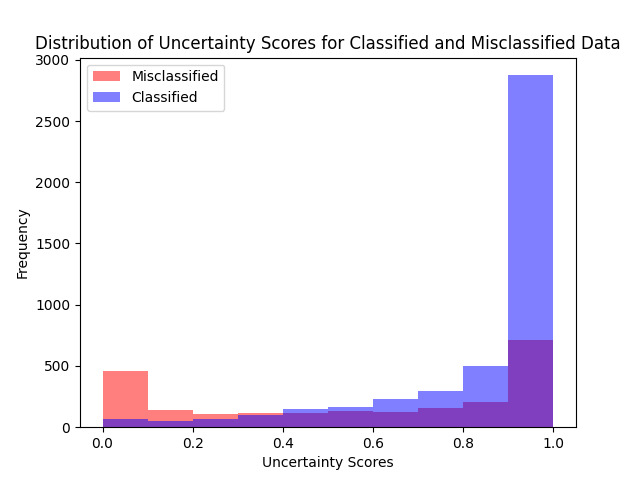 Distribution of Uncertainty Scores for Classified and Misclassified Data
Misclassified
Classified
Frequency
3000
2500
2000
1500
1000
500
0
0.0 0.2 0.4 0.6 0.8 1.0
Uncertainty Scores